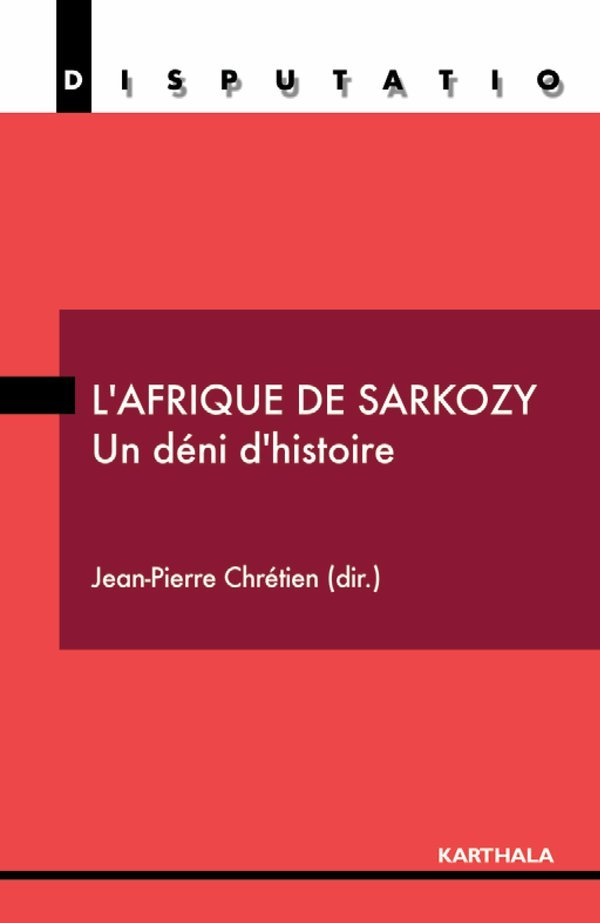 DISPUTATIO
L'AFRIQUE DE SARKOZY
Un déni d'histoire
Jean-Pierre Chrétien (dir.)
KARTHALA